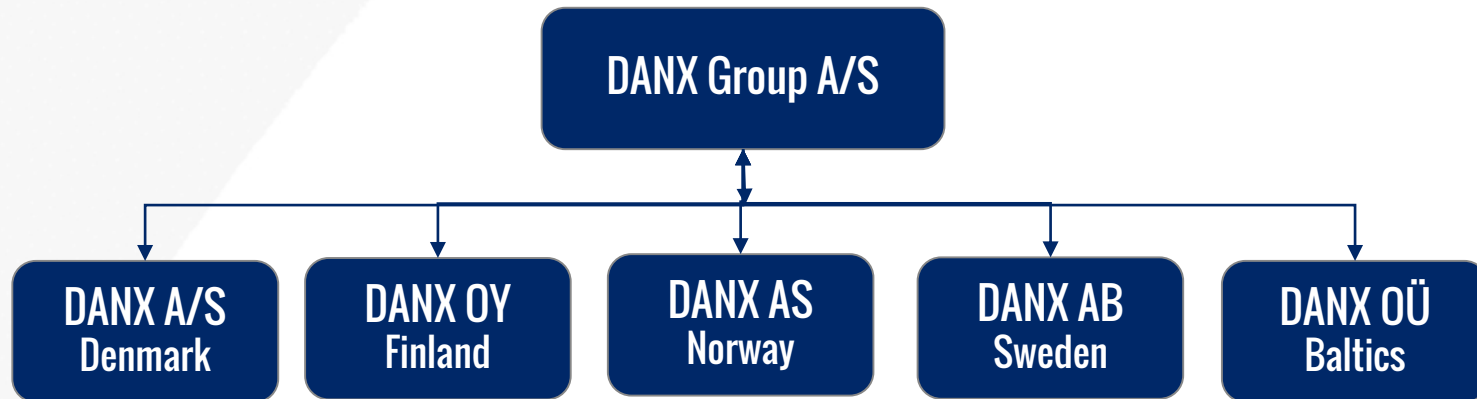 DANX Group A/S
DANX A/S
Denmark
DANX OY
Finland
DANX AS
Norway
DANX AB
Sweden
DANX OÜ
Baltics